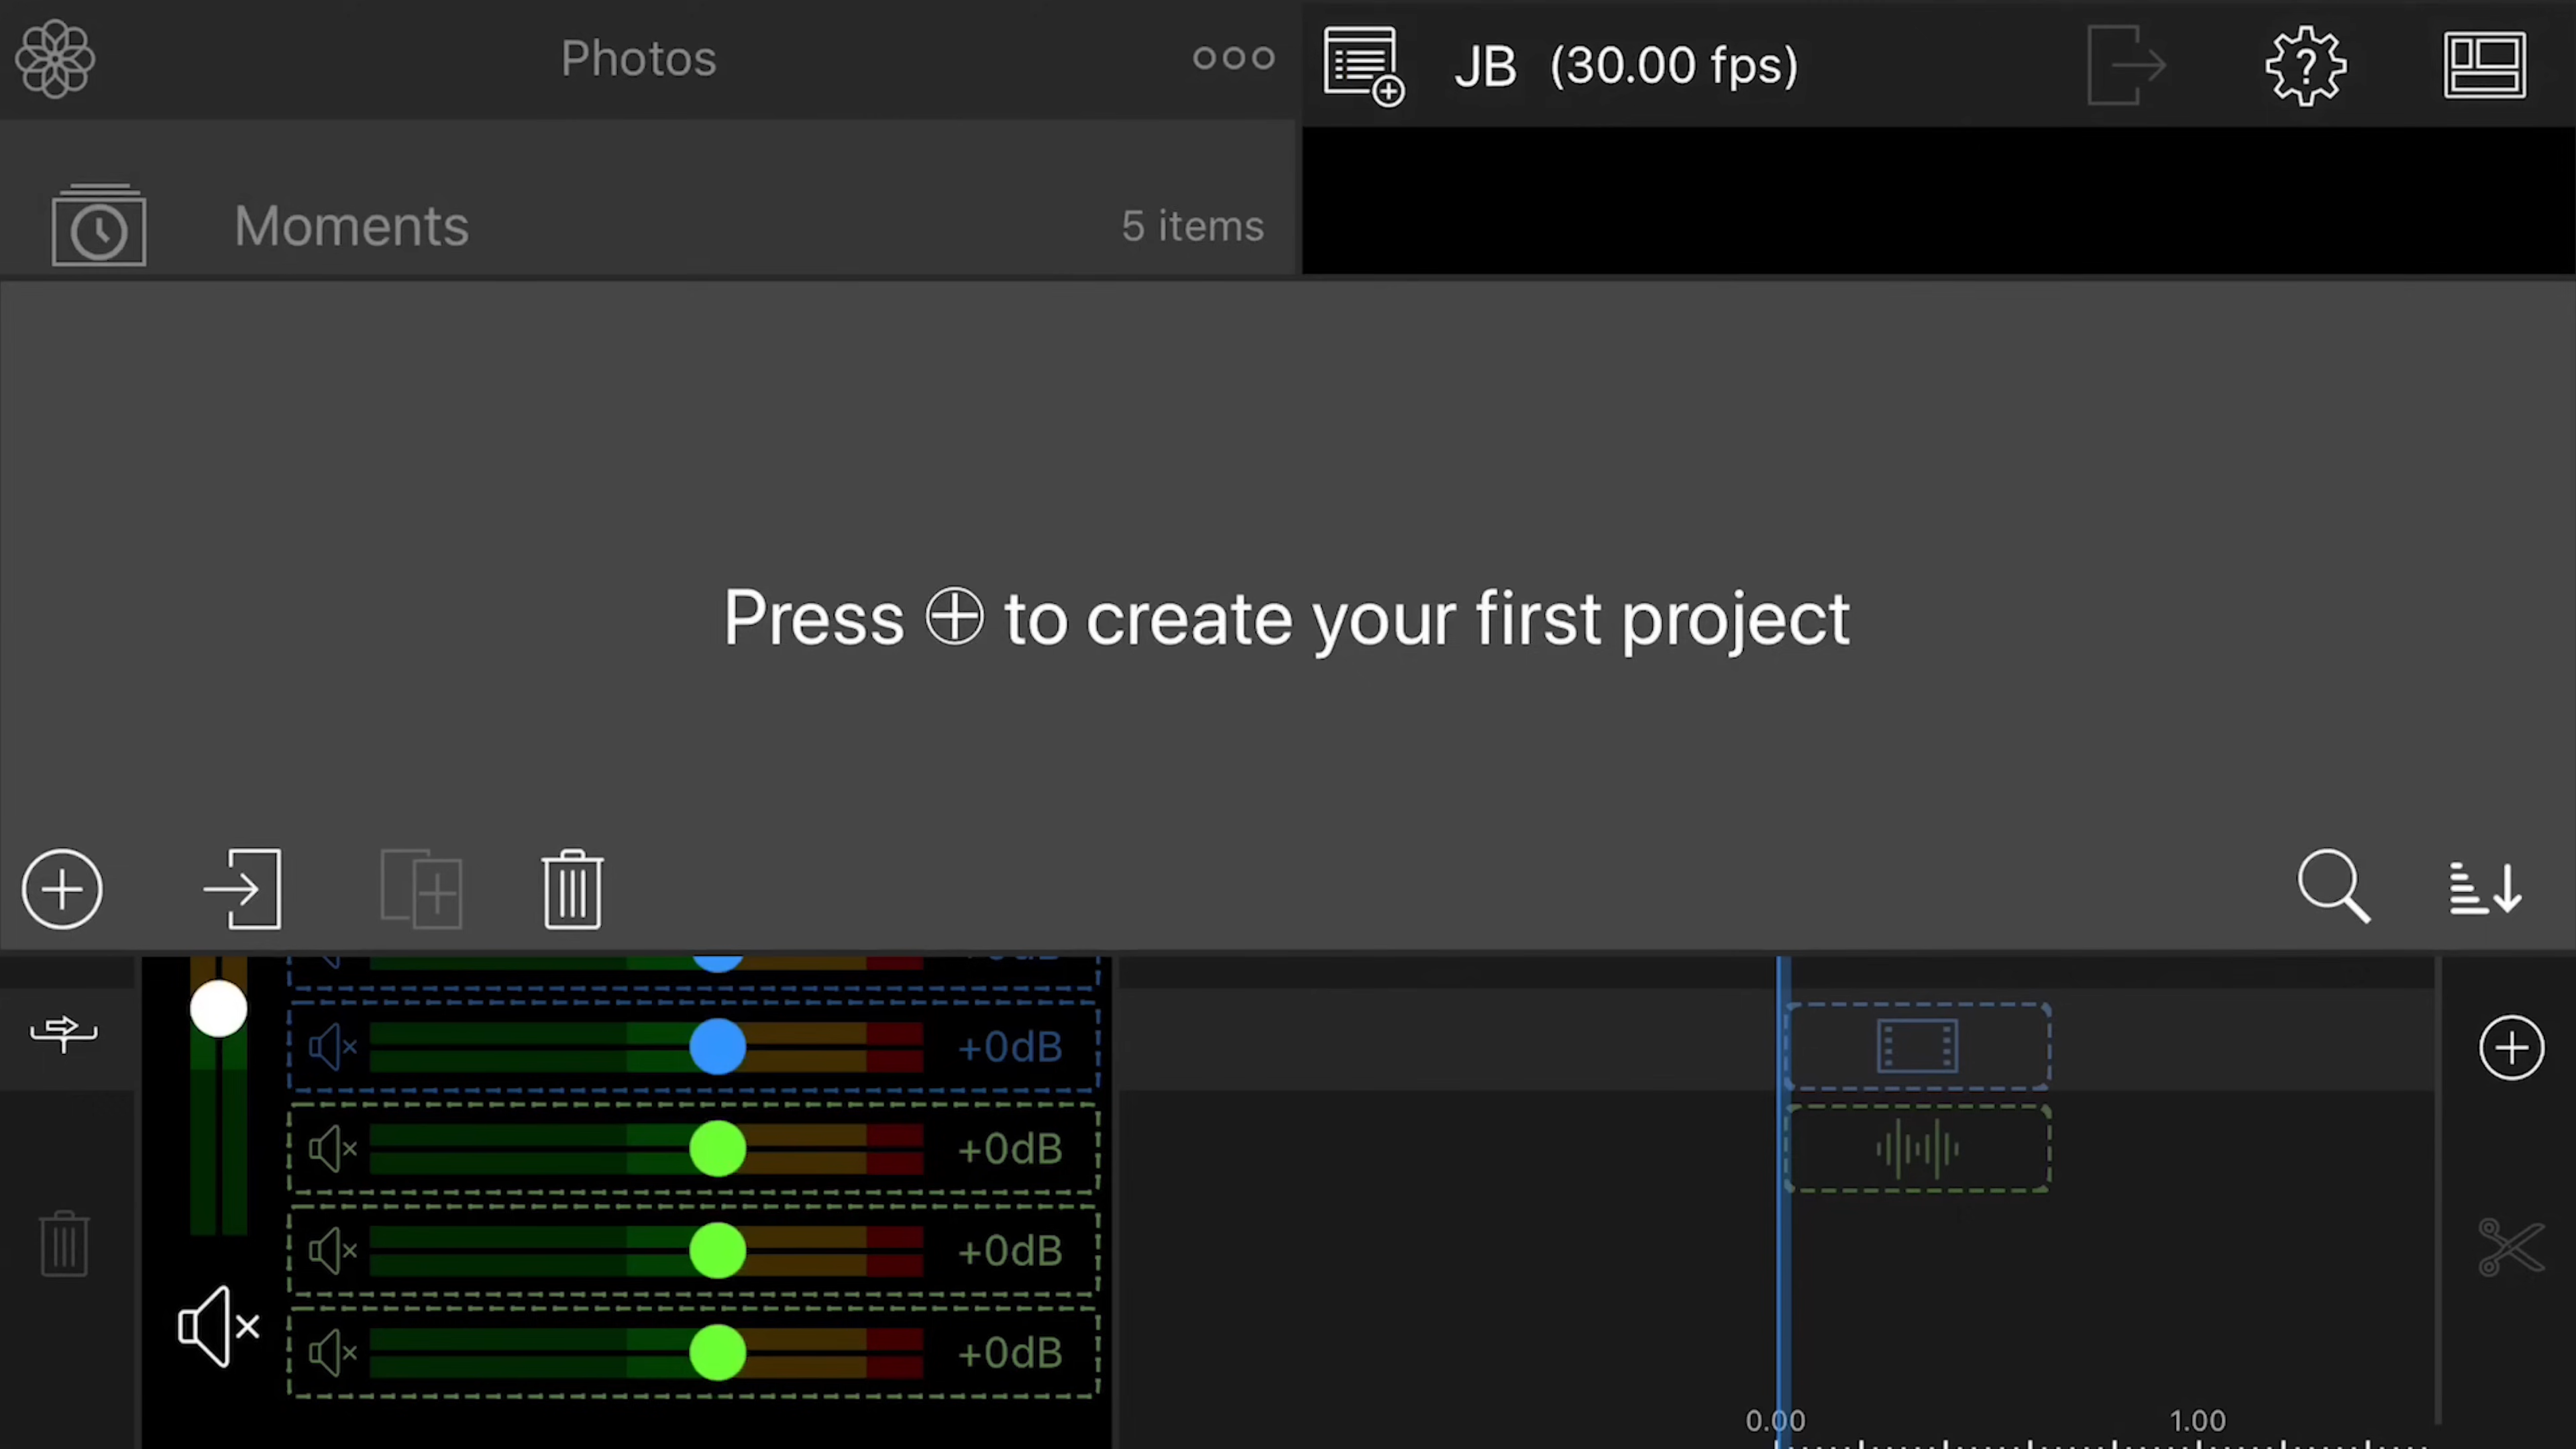 Photos
JB (30.00 fps)
Moments
5 items
Press ⊕ to create your first project
+0dB
+0dB
+0dB
+0dB
0.00
1.00